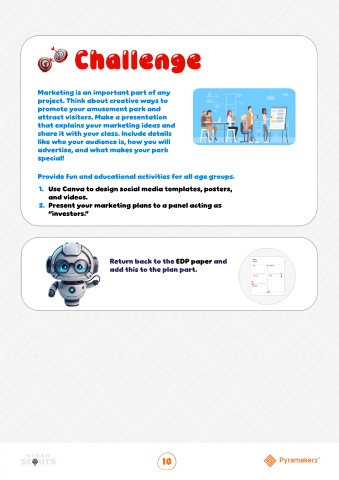 Challenge
Marketing is an important part of any
project. Think about creative ways to
promote your amusement park and
attract visitors. Make a presentation
that explains your marketing ideas and
share it with your class. Include details
like who your audience is, how you will
advertise, and what makes your park
special!
Provide fun and educational activities for all age groups.
1. Use Canva to design social media templates, posters,
and videos.
2. Present your marketing plans to a panel acting as
"investors."
Return back to the EDP paper and
add this to the plan part.
SCOUTS
10
Pyramakerz